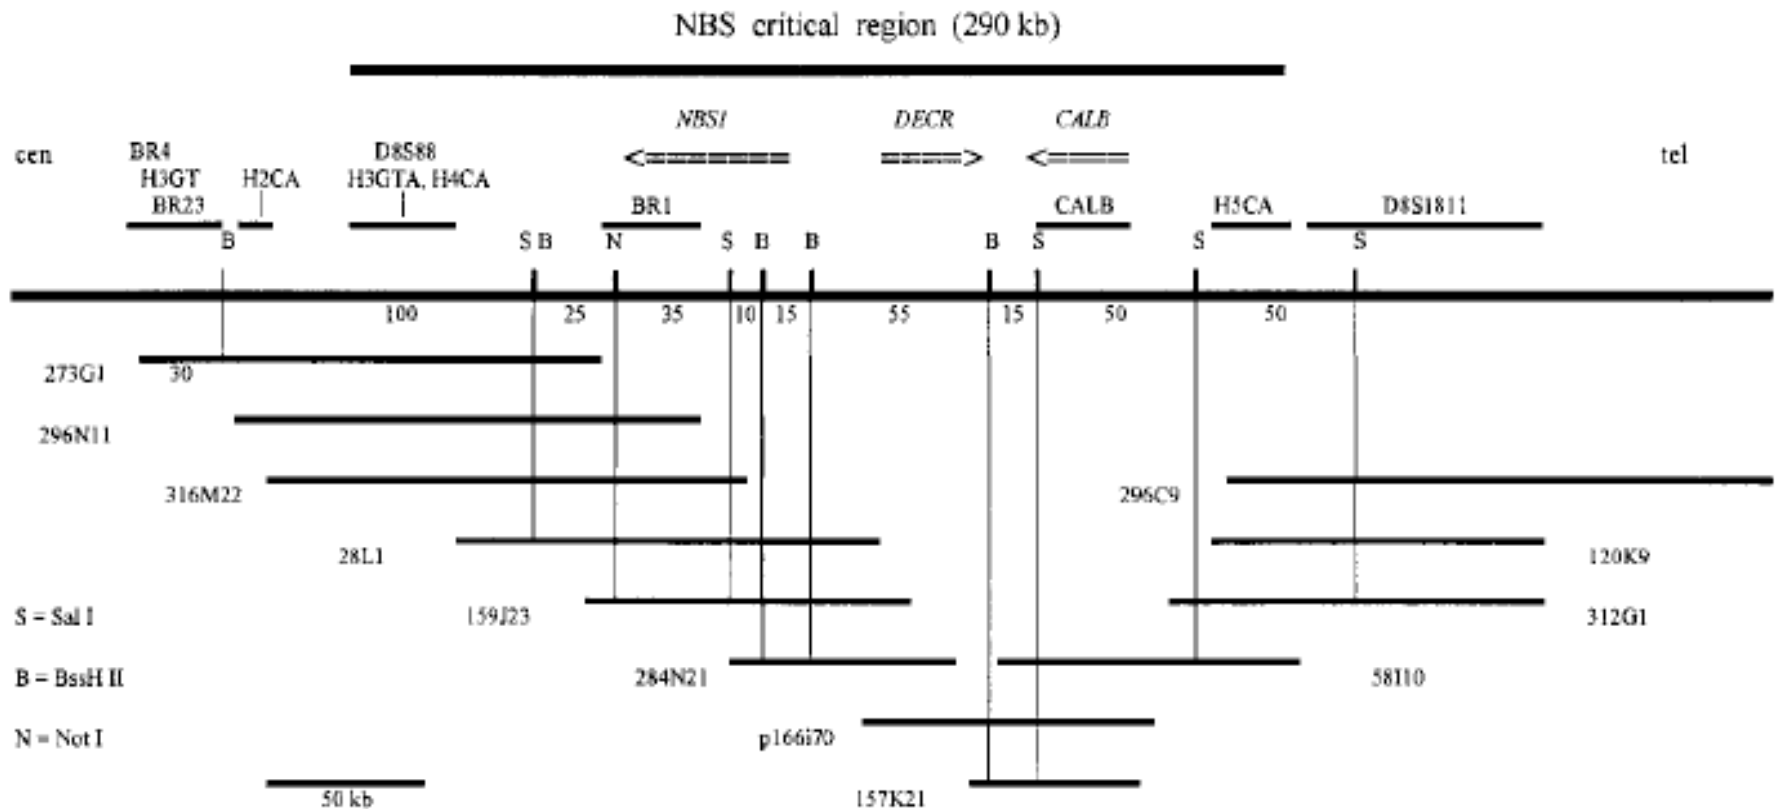 NBS critical region (290 kb)
NBS1 DECR CALB
cen BR4 D8S88 tel
H3GT H2CA H3GTA, H4CA
BR23 BR1 CALB H5CA D8S1811
B S B N S B B B S S S
100 25 35 10 15 55 15 50 50
273G1 30
296N11
316M22 296C9
28L1 120K9
S = Sal I 159J23 312G1
B = BssH II 284N21 58I10
N = Not I p166i70
50 kb 157K21